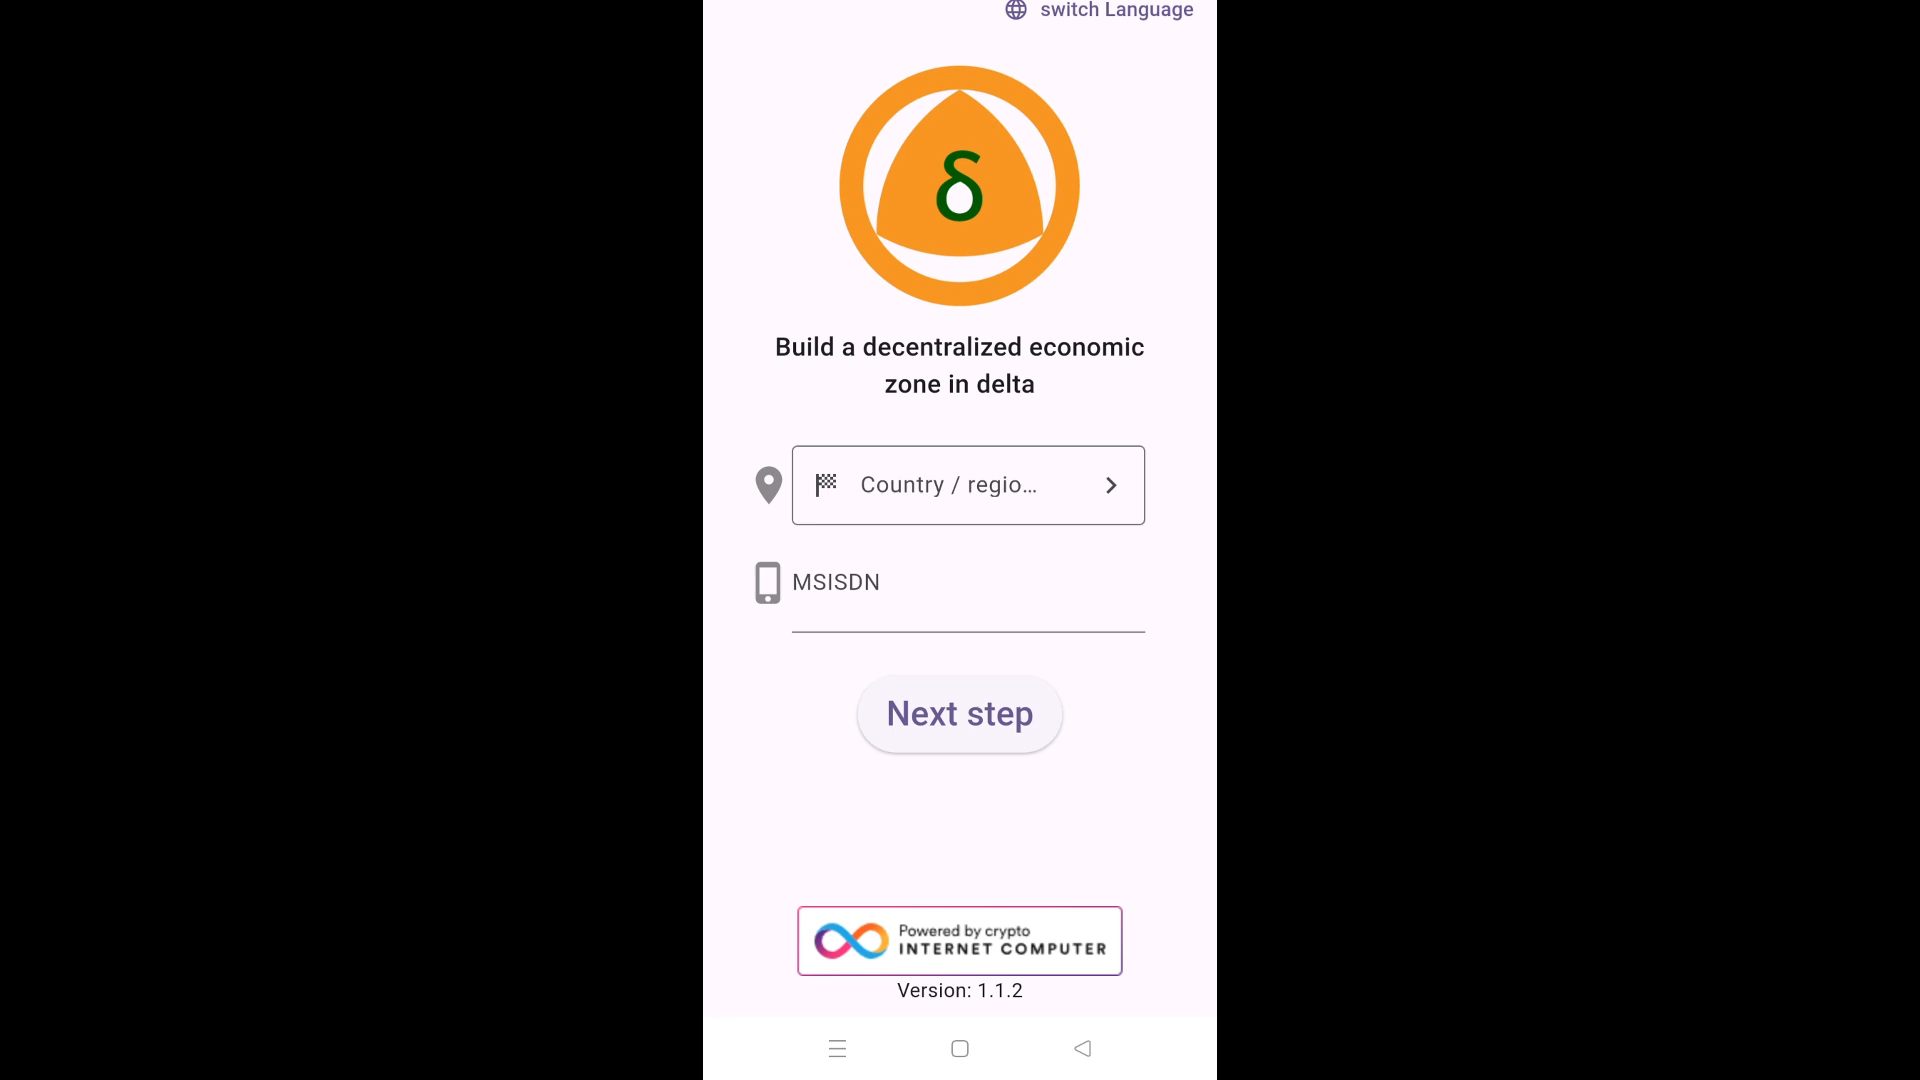 switch Language
δ
Build a decentralized economic
zone in delta
Country / regio...
MSISDN
Next step
Powered by crypto
INTERNET COMPUTER
Version: 1.1.2